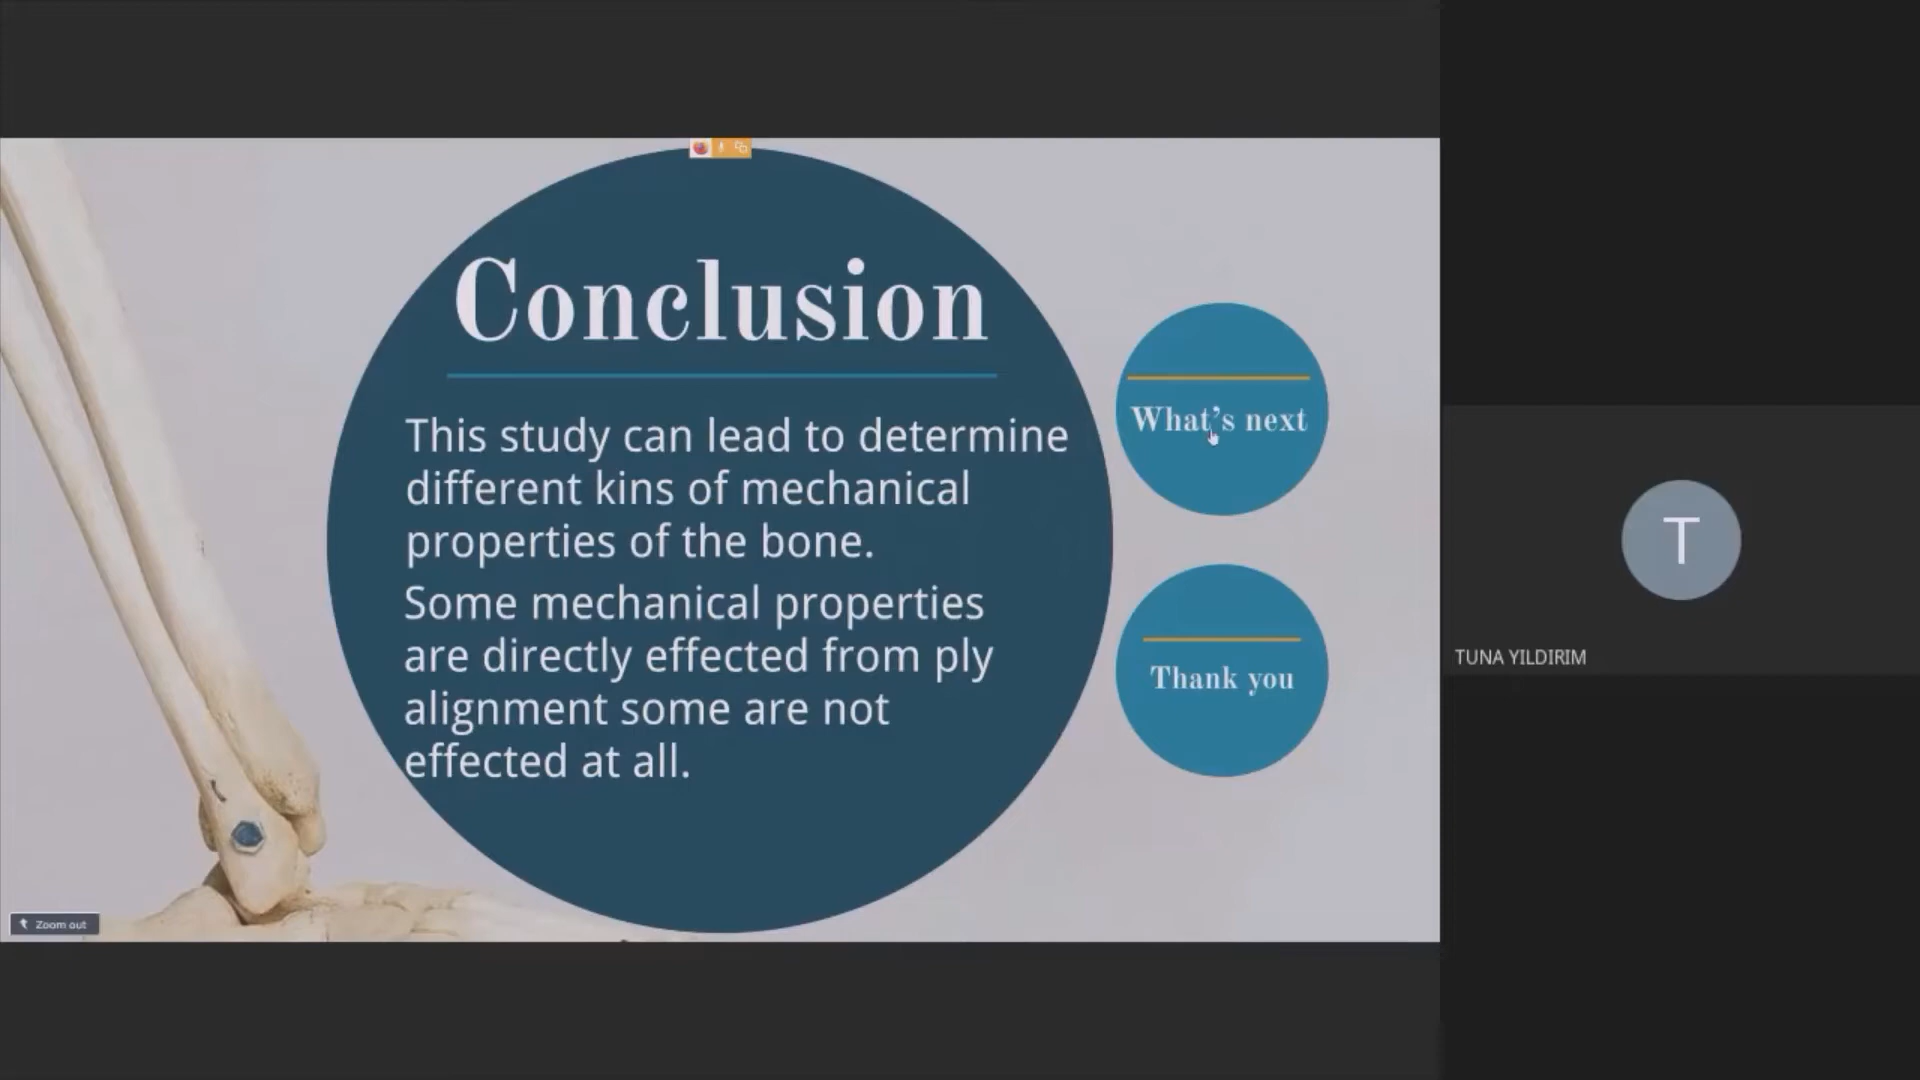 Conclusion
This study can lead to determine
different kins of mechanical
properties of the bone.
Some mechanical properties
are directly effected from ply
alignment some are not
effected at all.
What's next
Thank you
Zoom out
T
TUNA YILDIRIM